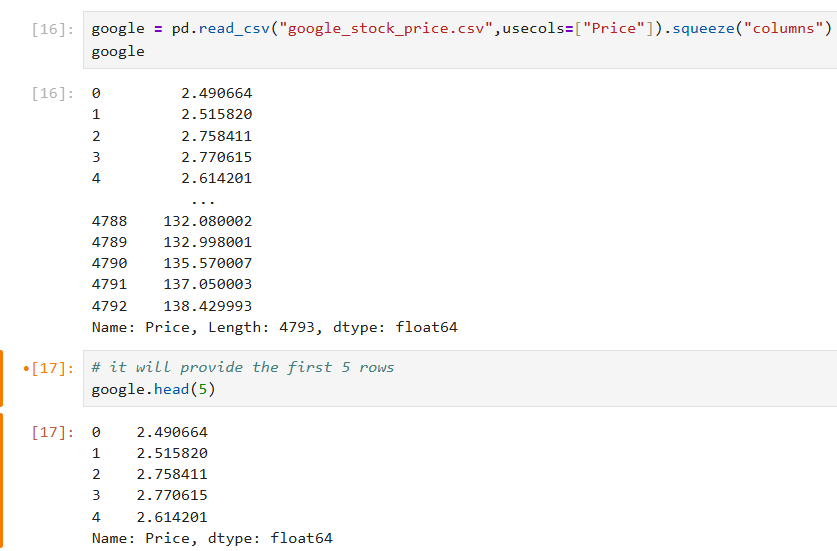 [16]: google = pd.read_csv("google_stock_price.csv",usecols=["Price"]).squeeze("columns")
google
[16]: 0 2.490664
1 2.515820
2 2.758411
3 2.770615
4 2.614201
...
4788 132.080002
4789 132.998001
4790 135.570007
4791 137.050003
4792 138.429993
Name: Price, Length: 4793, dtype: float64
•[17]: # it will provide the first 5 rows
google.head(5)
[17]: 0 2.490664
1 2.515820
2 2.758411
3 2.770615
4 2.614201
Name: Price, dtype: float64